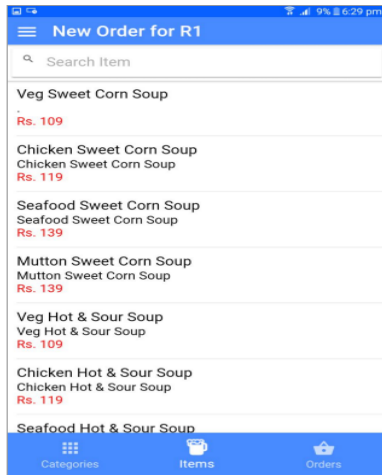 9% 6:29 pm
New Order for R1
Search Item
Veg Sweet Corn Soup
.
Rs. 109
Chicken Sweet Corn Soup
Chicken Sweet Corn Soup
Rs. 119
Seafood Sweet Corn Soup
Seafood Sweet Corn Soup
Rs. 139
Mutton Sweet Corn Soup
Mutton Sweet Corn Soup
Rs. 139
Veg Hot & Sour Soup
Veg Hot & Sour Soup
Rs. 109
Chicken Hot & Sour Soup
Chicken Hot & Sour Soup
Rs. 119
Seafood Hot & Sour Soup
Categories Items Orders